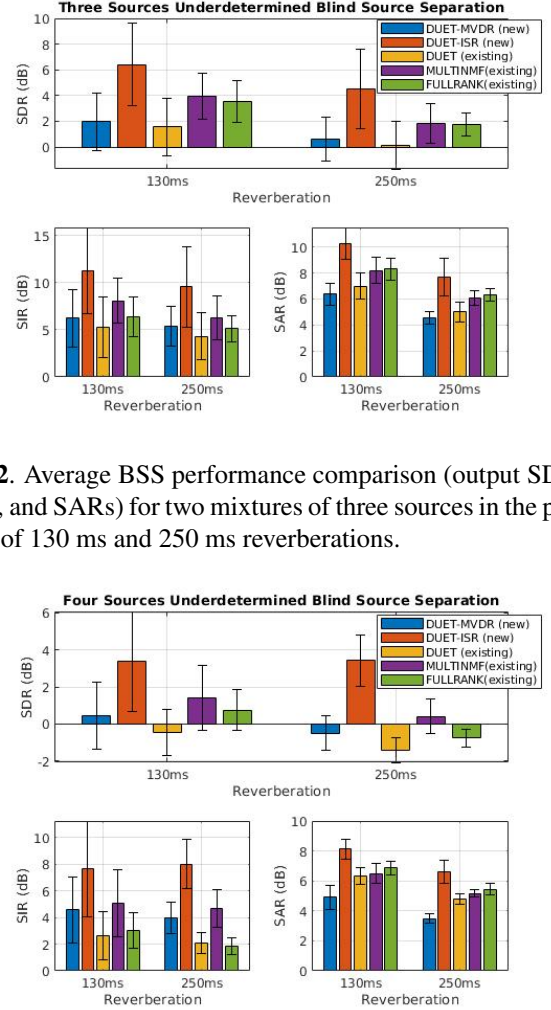 Three Sources Underdetermined Blind Source Separation
10
8
6
4
2
0
SDR (dB)
DUET-MVDR (new)
DUET-ISR (new)
DUET (existing)
MULTINMF(existing)
FULLRANK(existing)
130ms
250ms
Reverberation
15
10
5
0
SIR (dB)
130ms
250ms
Reverberation
10
8
6
4
2
0
SAR (dB)
130ms
250ms
Reverberation
2. Average BSS performance comparison (output SD
, and SARs) for two mixtures of three sources in the p
of 130 ms and 250 ms reverberations.
Four Sources Underdetermined Blind Source Separation
6
4
2
0
-2
SDR (dB)
DUET-MVDR (new)
DUET-ISR (new)
DUET (existing)
MULTINMF(existing)
FULLRANK(existing)
130ms
250ms
Reverberation
10
8
6
4
2
0
SIR (dB)
130ms
250ms
Reverberation
10
8
6
4
2
0
SAR (dB)
130ms
250ms
Reverberation